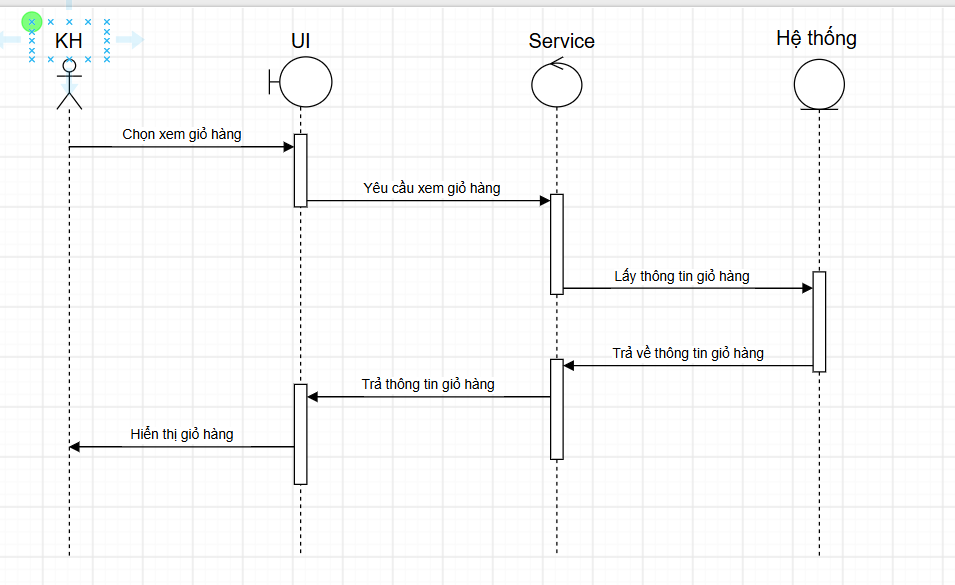 KH
UI
Service
Hệ thống
Chọn xem giỏ hàng
Yêu cầu xem giỏ hàng
Lấy thông tin giỏ hàng
Trả về thông tin giỏ hàng
Trả thông tin giỏ hàng
Hiển thị giỏ hàng